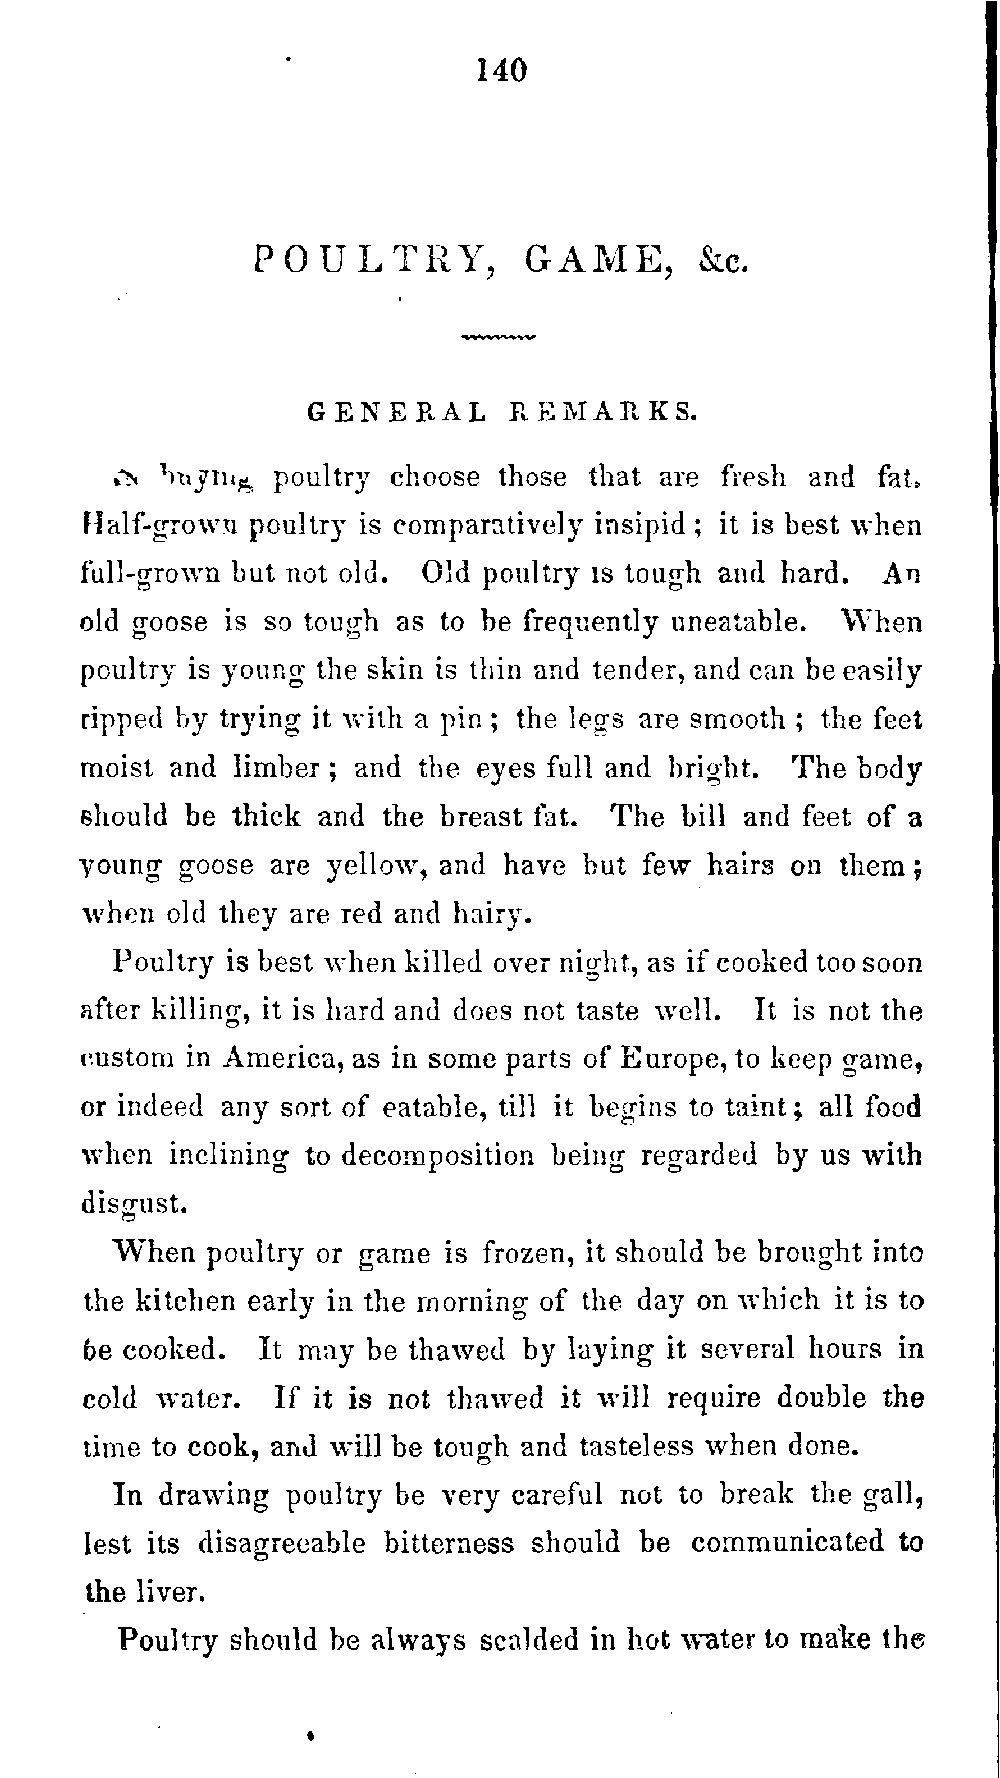 140
POULTRY, GAME, &c.
GENERAL REMARKS.
poultry choose those that are fresh and fat.
Half-grown poultry is comparatively insipid; it is best when
full-grown but not old. Old poultry is tough and hard. An
old goose is so tough as to be frequently uneatable. When
poultry is young the skin is thin and tender, and can be easily
ripped by trying it with a pin; the legs are smooth; the feet
moist and limber; and the eyes full and bright. The body
should be thick and the breast fat. The bill and feet of a
young goose are yellow, and have but few hairs on them;
when old they are red and hairy.
Poultry is best when killed over night, as if cooked too soon
after killing, it is hard and does not taste well. It is not the
custom in America, as in some parts of Europe, to keep game,
or indeed any sort of eatable, till it begins to taint; all food
when inclining to decomposition being regarded by us with
disgust.
When poultry or game is frozen, it should be brought into
the kitchen early in the morning of the day on which it is to
be cooked. It may be thawed by laying it several hours in
cold water. If it is not thawed it will require double the
time to cook, and will be tough and tasteless when done.
In drawing poultry be very careful not to break the gall,
lest its disagreeable bitterness should be communicated to
the liver.
Poultry should be always scalded in hot water to make the